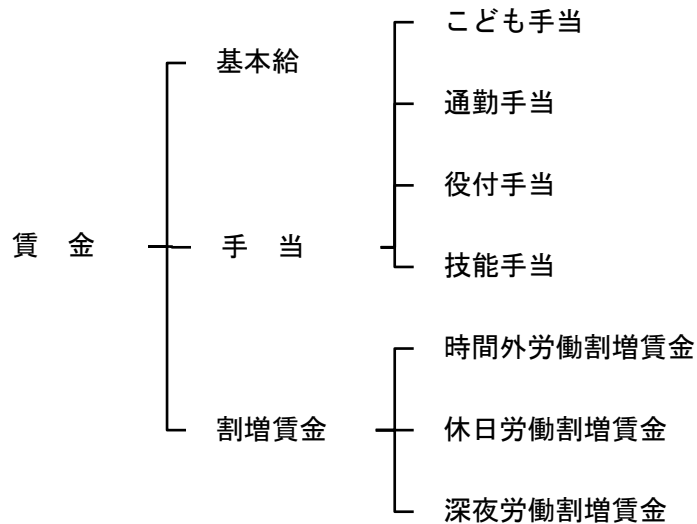 こども手当
基本給
通勤手当
役付手当
賃　金
手　当
技能手当
時間外労働割増賃金
割増賃金
休日労働割増賃金
深夜労働割増賃金